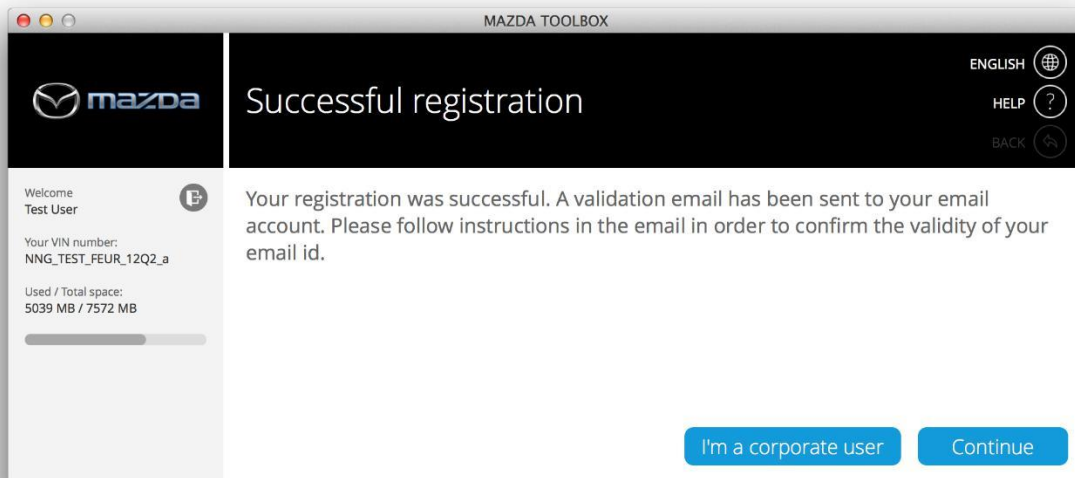 MAZDA TOOLBOX
mazda
Successful registration
ENGLISH
HELP
?
BACK
Welcome
Test User
Your VIN number:
NNG_TEST_FEUR_12Q2_a
Used / Total space:
5039 MB / 7572 MB
Your registration was successful. A validation email has been sent to your email
account. Please follow instructions in the email in order to confirm the validity of your
email id.
I'm a corporate user
Continue